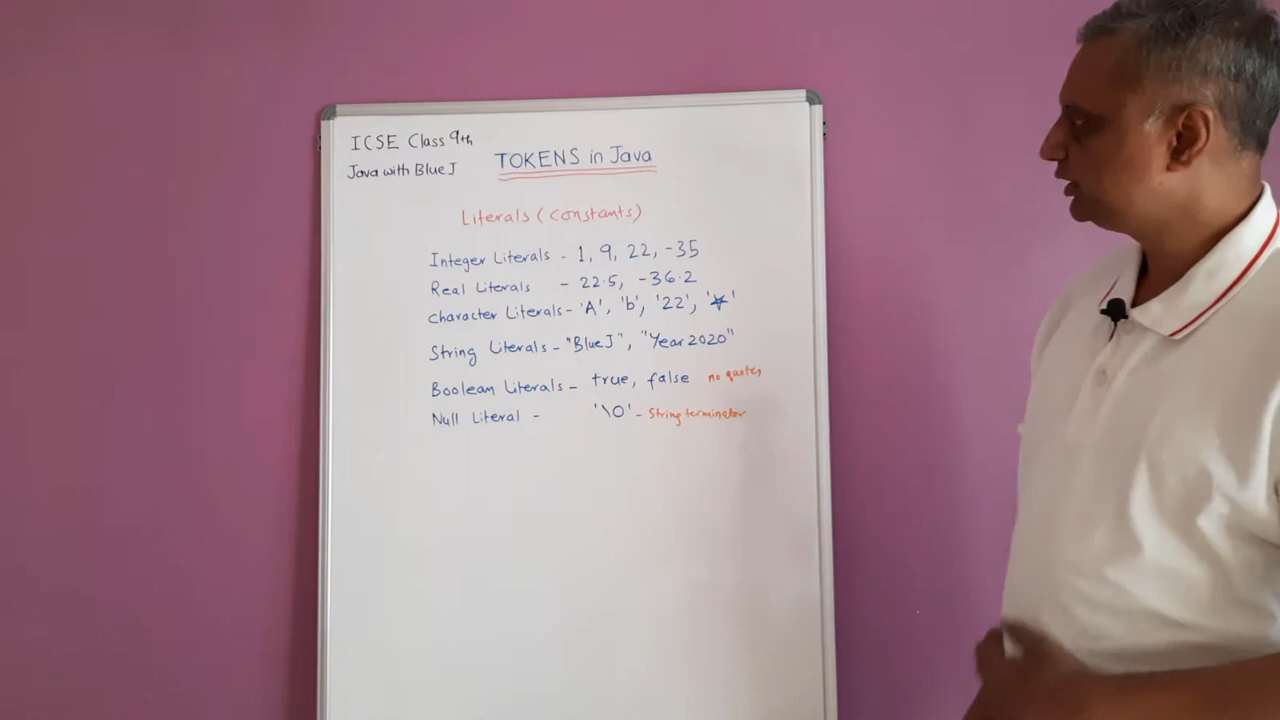 ICSE Class 9th
Java with BlueJ
TOKENS in Java
Literals (constants)
Integer Literals - 1, 9, 22, -35
Real Literals - 22.5, -36.2
Character Literals - 'A', 'b', '22', '*'
String Literals - "BlueJ", "Year 2020"
Boolean Literals - true, false no quotes
Null Literal - '\0' - String terminator